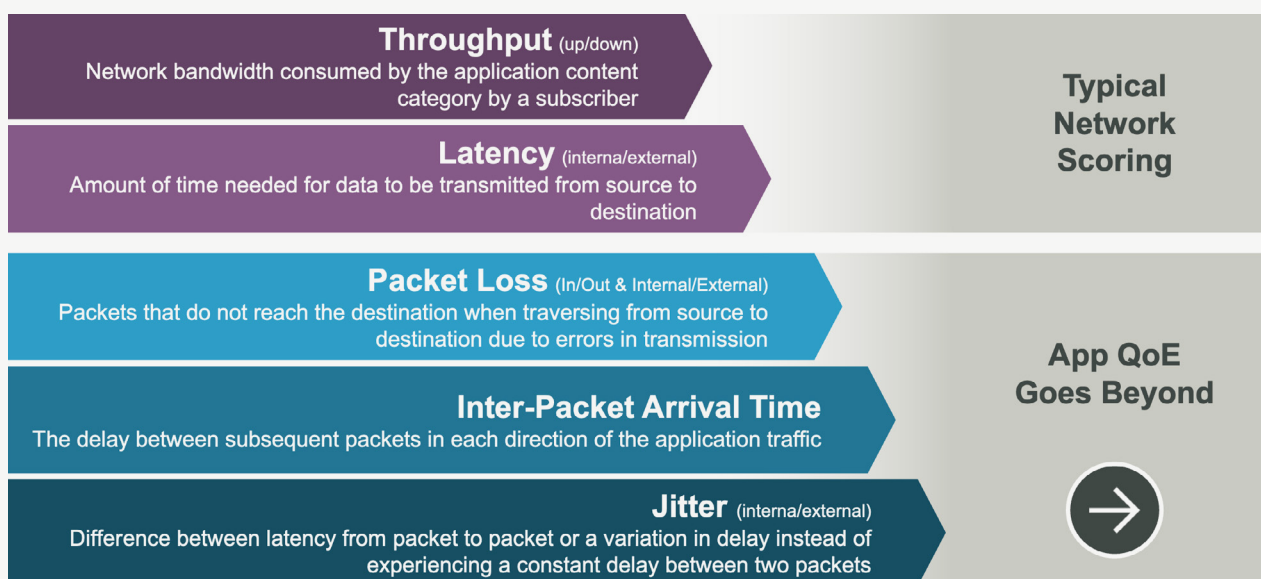 Throughput (up/down)
Network bandwidth consumed by the application content
category by a subscriber
Latency (interna/external)
Amount of time needed for data to be transmitted from source to
destination
Typical
Network
Scoring
Packet Loss (In/Out & Internal/External)
Packets that do not reach the destination when traversing from source to
destination due to errors in transmission
Inter-Packet Arrival Time
The delay between subsequent packets in each direction of the application traffic
Jitter (interna/external)
Difference between latency from packet to packet or a variation in delay instead of
experiencing a constant delay between two packets
App QoE
Goes Beyond